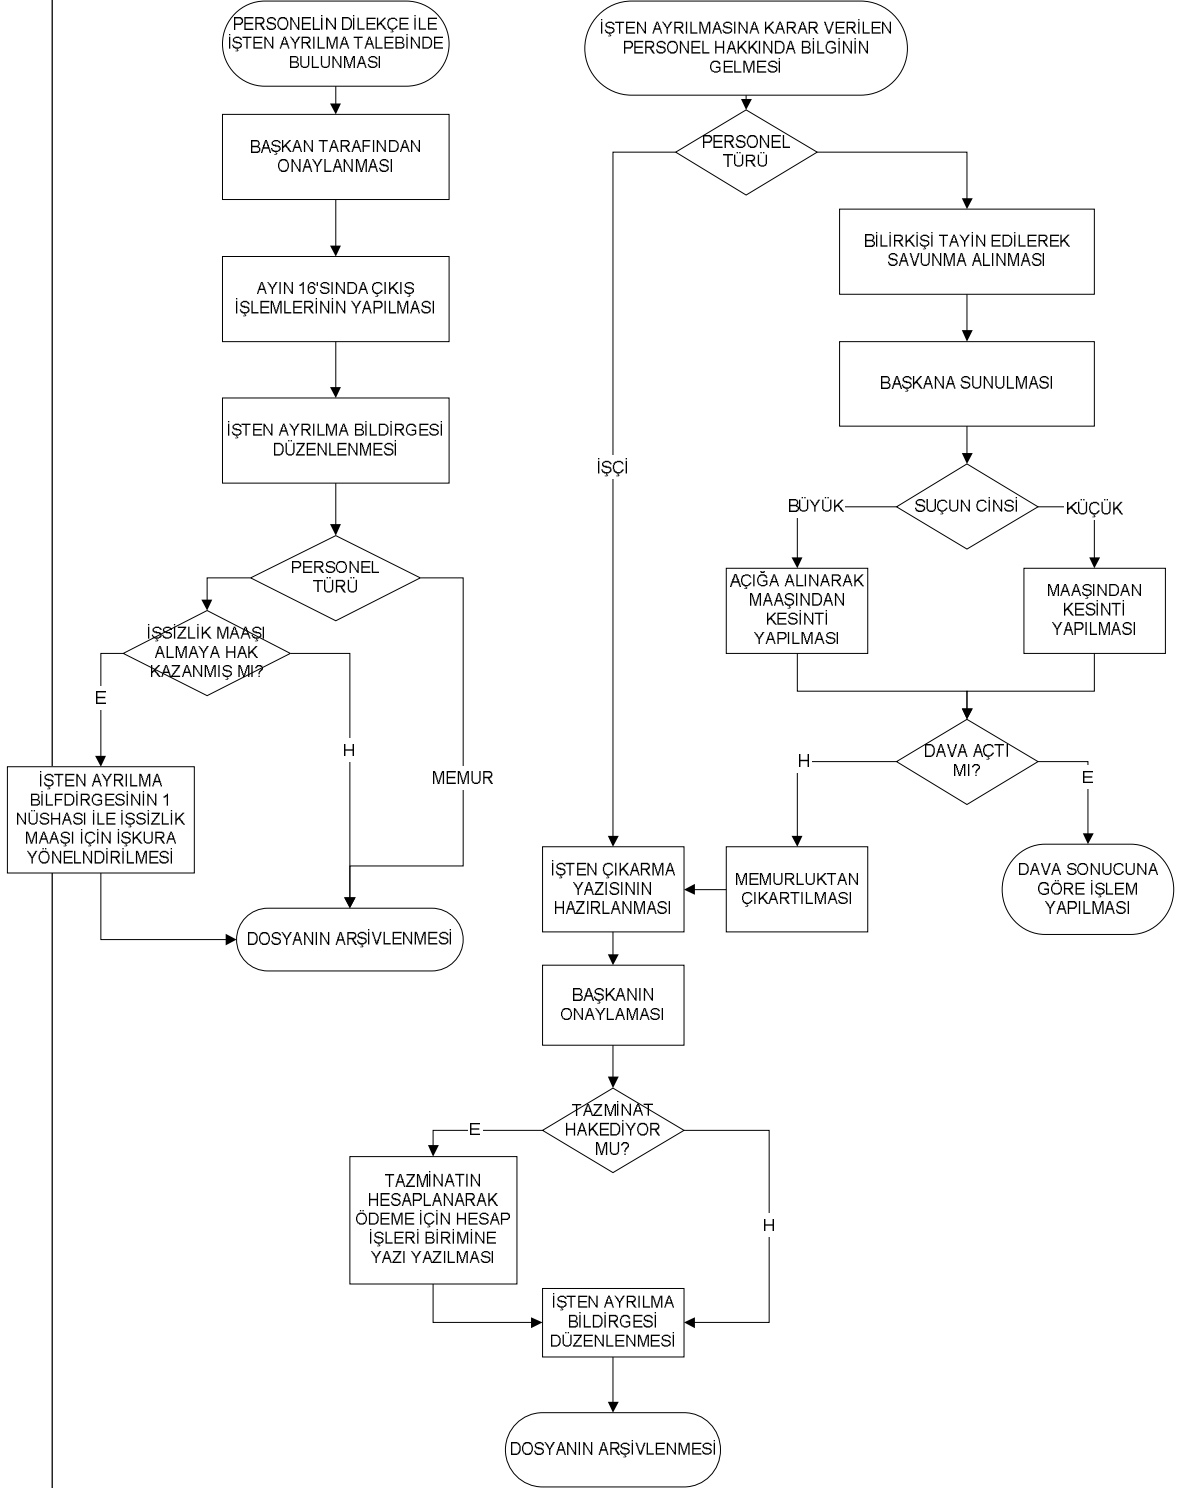 PERSONELİN DİLEKÇE İLE
İŞTEN AYRILMA TALEBİNDE
BULUNMASI
BAŞKAN TARAFINDAN
ONAYLANMASI
AYIN 16'SINDA ÇIKIŞ
İŞLEMLERİNİN YAPILMASI
İŞTEN AYRILMA BİLDİRGESİ
DÜZENLENMESİ
PERSONEL
TÜRÜ
İŞSİZLİK MAAŞI
ALMAYA HAK
KAZANMIŞ MI?
E
H
MEMUR
İŞTEN AYRILMA
BİLFDİRGESİNİN 1
NÜSHASI İLE İŞSİZLİK
MAAŞI İÇİN İŞKURA
YÖNELNDİRİLMESİ
DOSYANIN ARŞİVLENMESİ
İŞTEN AYRILMASINA KARAR VERİLEN
PERSONEL HAKKINDA BİLGİNİN
GELMESİ
PERSONEL
TÜRÜ
İŞÇİ
BİLİRKİŞİ TAYİN EDİLEREK
SAVUNMA ALINMASI
BAŞKANA SUNULMASI
SUÇUN CİNSİ
BÜYÜK
KÜÇÜK
AÇIĞA ALINARAK
MAAŞINDAN
KESİNTİ
YAPILMASI
MAAŞINDAN
KESİNTİ
YAPILMASI
DAVA AÇTI
MI?
H
E
MEMURLUKTAN
ÇIKARTILMASI
DAVA SONUCUNA
GÖRE İŞLEM
YAPILMASI
İŞTEN ÇIKARMA
YAZISININ
HAZIRLANMASI
BAŞKANIN
ONAYLAMASI
TAZMİNAT
HAKEDİYOR
MU?
E
H
TAZMİNATIN
HESAPLANARAK
ÖDEME İÇİN HESAP
İŞLERİ BİRİMİNE
YAZI YAZILMASI
İŞTEN AYRILMA
BİLDİRGESİ
DÜZENLENMESİ
DOSYANIN ARŞİVLENMESİ